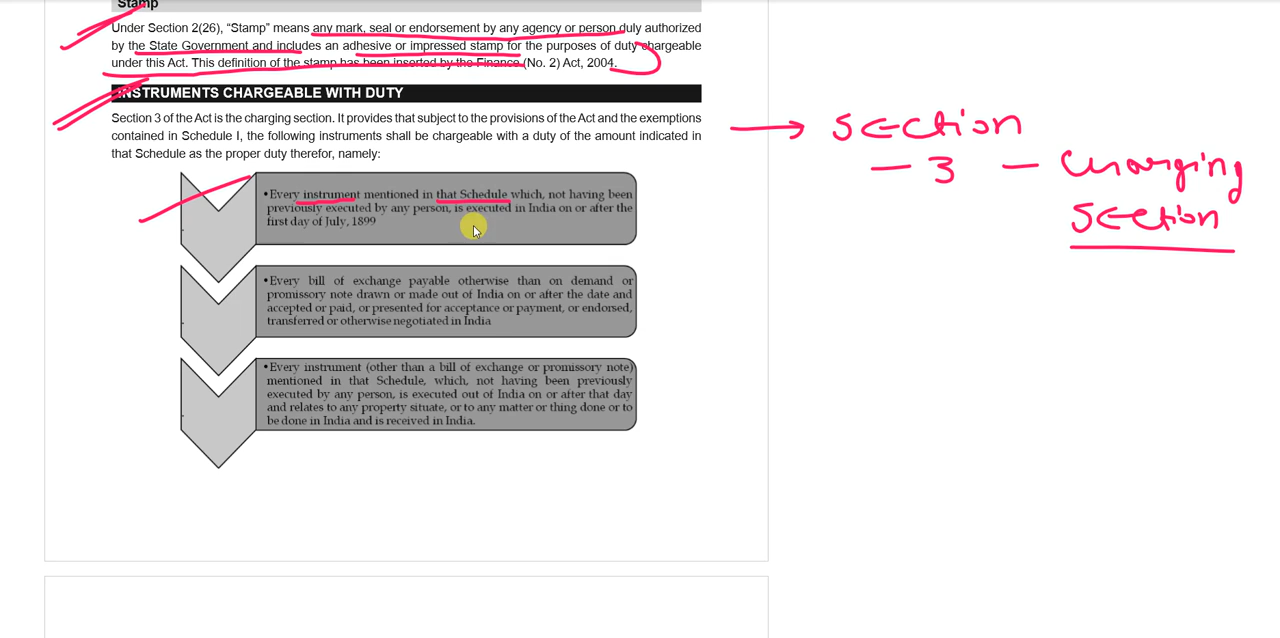 Stamp
Under Section 2(26), “Stamp” means any mark, seal or endorsement by any agency or person duly authorized
by the State Government and includes an adhesive or impressed stamp for the purposes of duty chargeable
under this Act. This definition of the stamp has been inserted by the Finance (No. 2) Act, 2004.
INSTRUMENTS CHARGEABLE WITH DUTY
Section 3 of the Act is the charging section. It provides that subject to the provisions of the Act and the exemptions
contained in Schedule I, the following instruments shall be chargeable with a duty of the amount indicated in
that Schedule as the proper duty therefor, namely:
•Every instrument mentioned in that Schedule which, not having been
previously executed by any person, is executed in India on or after the
first day of July, 1899
•Every bill of exchange payable otherwise than on demand or
promissory note drawn or made out of India on or after the date and
accepted or paid, or presented for acceptance or payment, or endorsed,
transferred or otherwise negotiated in India
•Every instrument (other than a bill of exchange or promissory note)
mentioned in that Schedule, which, not having been previously
executed by any person, is executed out of India on or after that day
and relates to any property situate, or to any matter or thing done or to
be done in India and is received in India.
→ Section
- 3 - Charging
Section